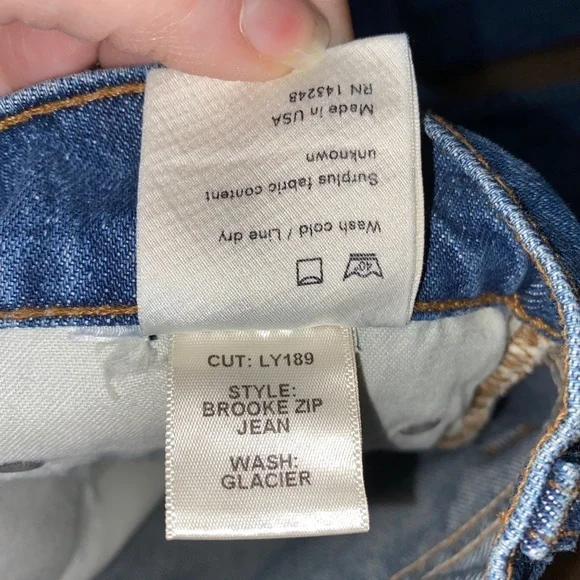 Wash cold / Line dry
40°
Surplus fabric content
unknown
Made in USA
RN 143248
CUT: LY189
STYLE:
BROOKE ZIP
JEAN
WASH:
GLACIER